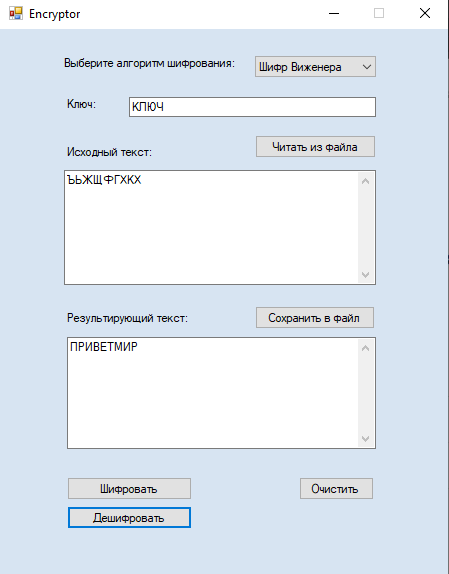 Encryptor
Выберите алгоритм шифрования: Шифр Виженера
Ключ: КЛЮЧ
Исходный текст: Читать из файла
ЪЬЖЩФГХКХ
Результирующий текст: Сохранить в файл
ПРИВЕТМИР
Шифровать Очистить
Дешифровать